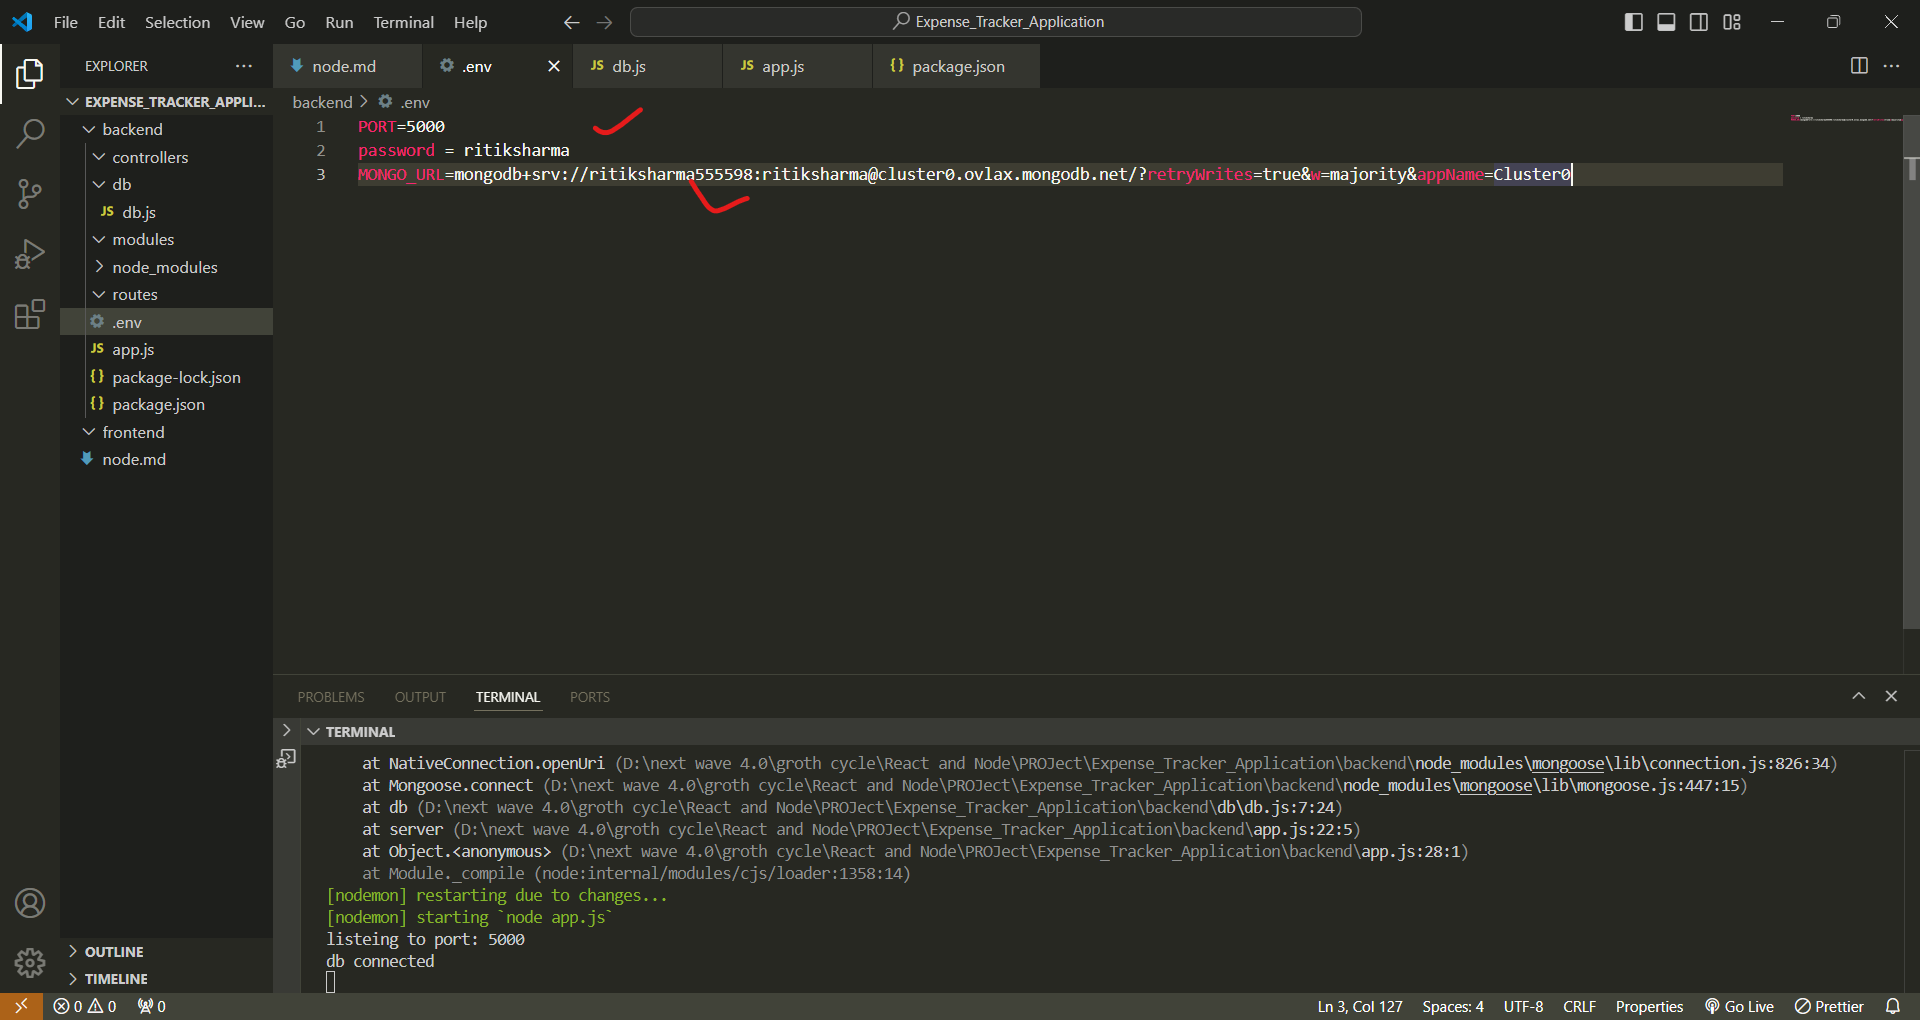 File Edit Selection View Go Run Terminal Help
Expense_Tracker_Application
EXPLORER
node.md
.env
JS db.js
JS app.js
{} package.json
EXPENSE_TRACKER_APPLI...
backend
controllers
db
JS db.js
modules
node_modules
routes
.env
JS app.js
{} package-lock.json
{} package.json
frontend
node.md
OUTLINE
TIMELINE
backend > .env
1 PORT=5000
2 password = ritiksharma
3 MONGO_URL=mongodb+srv://ritiksharma555598:ritiksharma@cluster0.ovlax.mongodb.net/?retryWrites=true&w=majority&appName=Cluster0
PROBLEMS OUTPUT TERMINAL PORTS
TERMINAL
at NativeConnection.openUri (D:\next wave 4.0\groth cycle\React and Node\PROJect\Expense_Tracker_Application\backend\node_modules\mongoose\lib\connection.js:826:34)
at Mongoose.connect (D:\next wave 4.0\groth cycle\React and Node\PROJect\Expense_Tracker_Application\backend\node_modules\mongoose\lib\mongoose.js:447:15)
at db (D:\next wave 4.0\groth cycle\React and Node\PROJect\Expense_Tracker_Application\backend\db\db.js:7:24)
at server (D:\next wave 4.0\groth cycle\React and Node\PROJect\Expense_Tracker_Application\backend\app.js:22:5)
at Object.<anonymous> (D:\next wave 4.0\groth cycle\React and Node\PROJect\Expense_Tracker_Application\backend\app.js:28:1)
at Module._compile (node:internal/modules/cjs/loader:1358:14)
[nodemon] restarting due to changes...
[nodemon] starting `node app.js`
listeing to port: 5000
db connected
0 0 0 Ln 3, Col 127 Spaces: 4 UTF-8 CRLF Properties Go Live Prettier